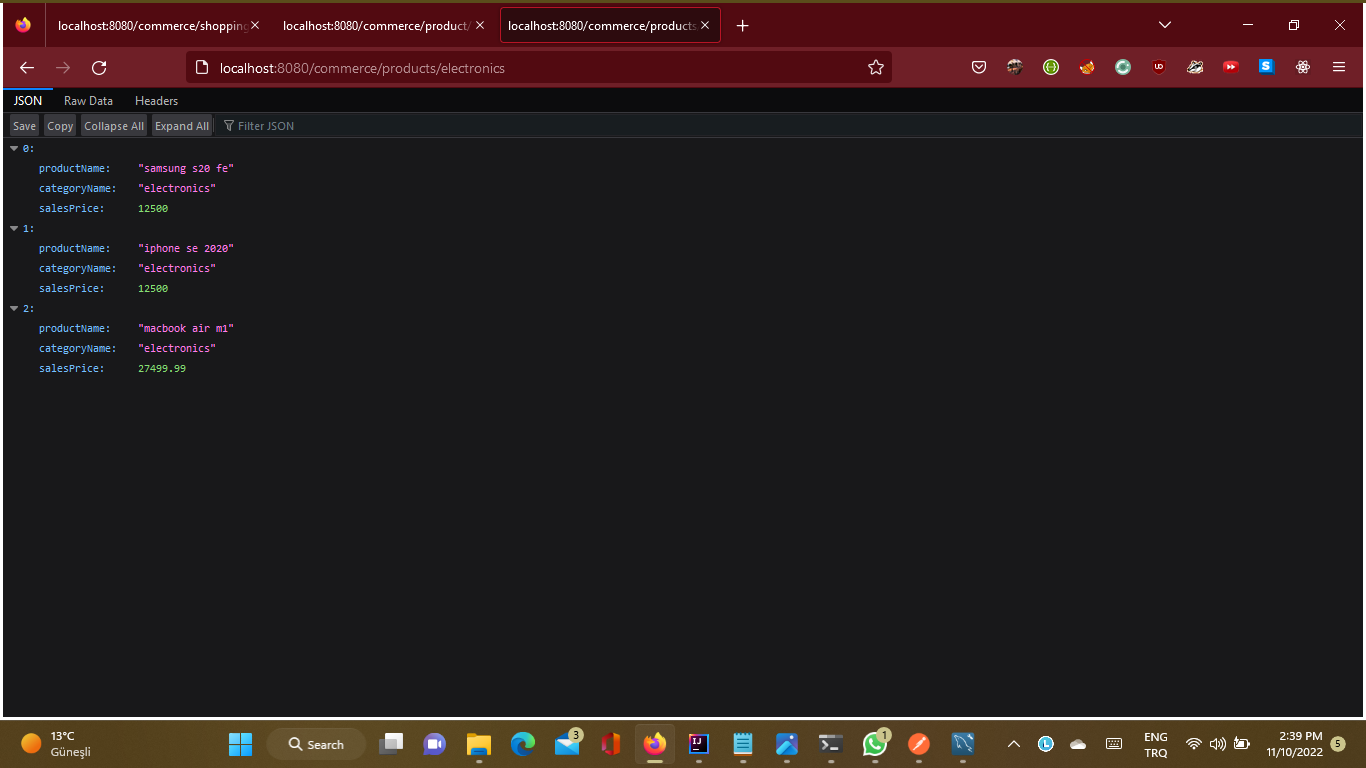 localhost:8080/commerce/shopping
localhost:8080/commerce/product/
localhost:8080/commerce/products
localhost:8080/commerce/products/electronics
JSON Raw Data Headers
Save Copy Collapse All Expand All Filter JSON
0:
productName: "samsung s20 fe"
categoryName: "electronics"
salesPrice: 12500
1:
productName: "iphone se 2020"
categoryName: "electronics"
salesPrice: 12500
2:
productName: "macbook air m1"
categoryName: "electronics"
salesPrice: 27499.99
13°C
Güneşli
Search
3
1
ENG
TRQ
2:39 PM
11/10/2022
5